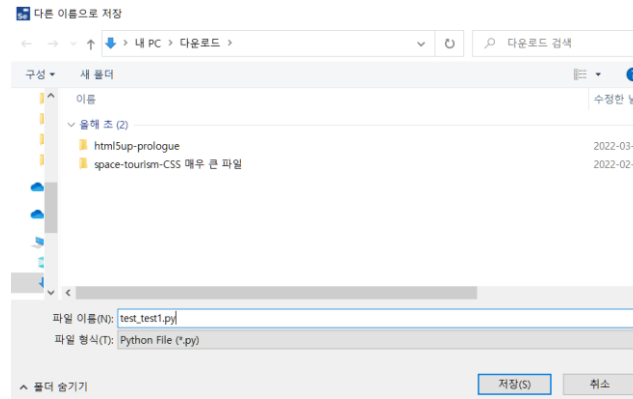 Se 다른 이름으로 저장
내 PC > 다운로드 >
다운로드 검색
구성
새 폴더
이름
수정한
올해 초 (2)
html5up-prologue
2022-03-
space-tourism-CSS 매우 큰 파일
2022-02-
파일 이름(N): test_test1.py
파일 형식(T): Python File (*.py)
폴더 숨기기
저장(S)
취소